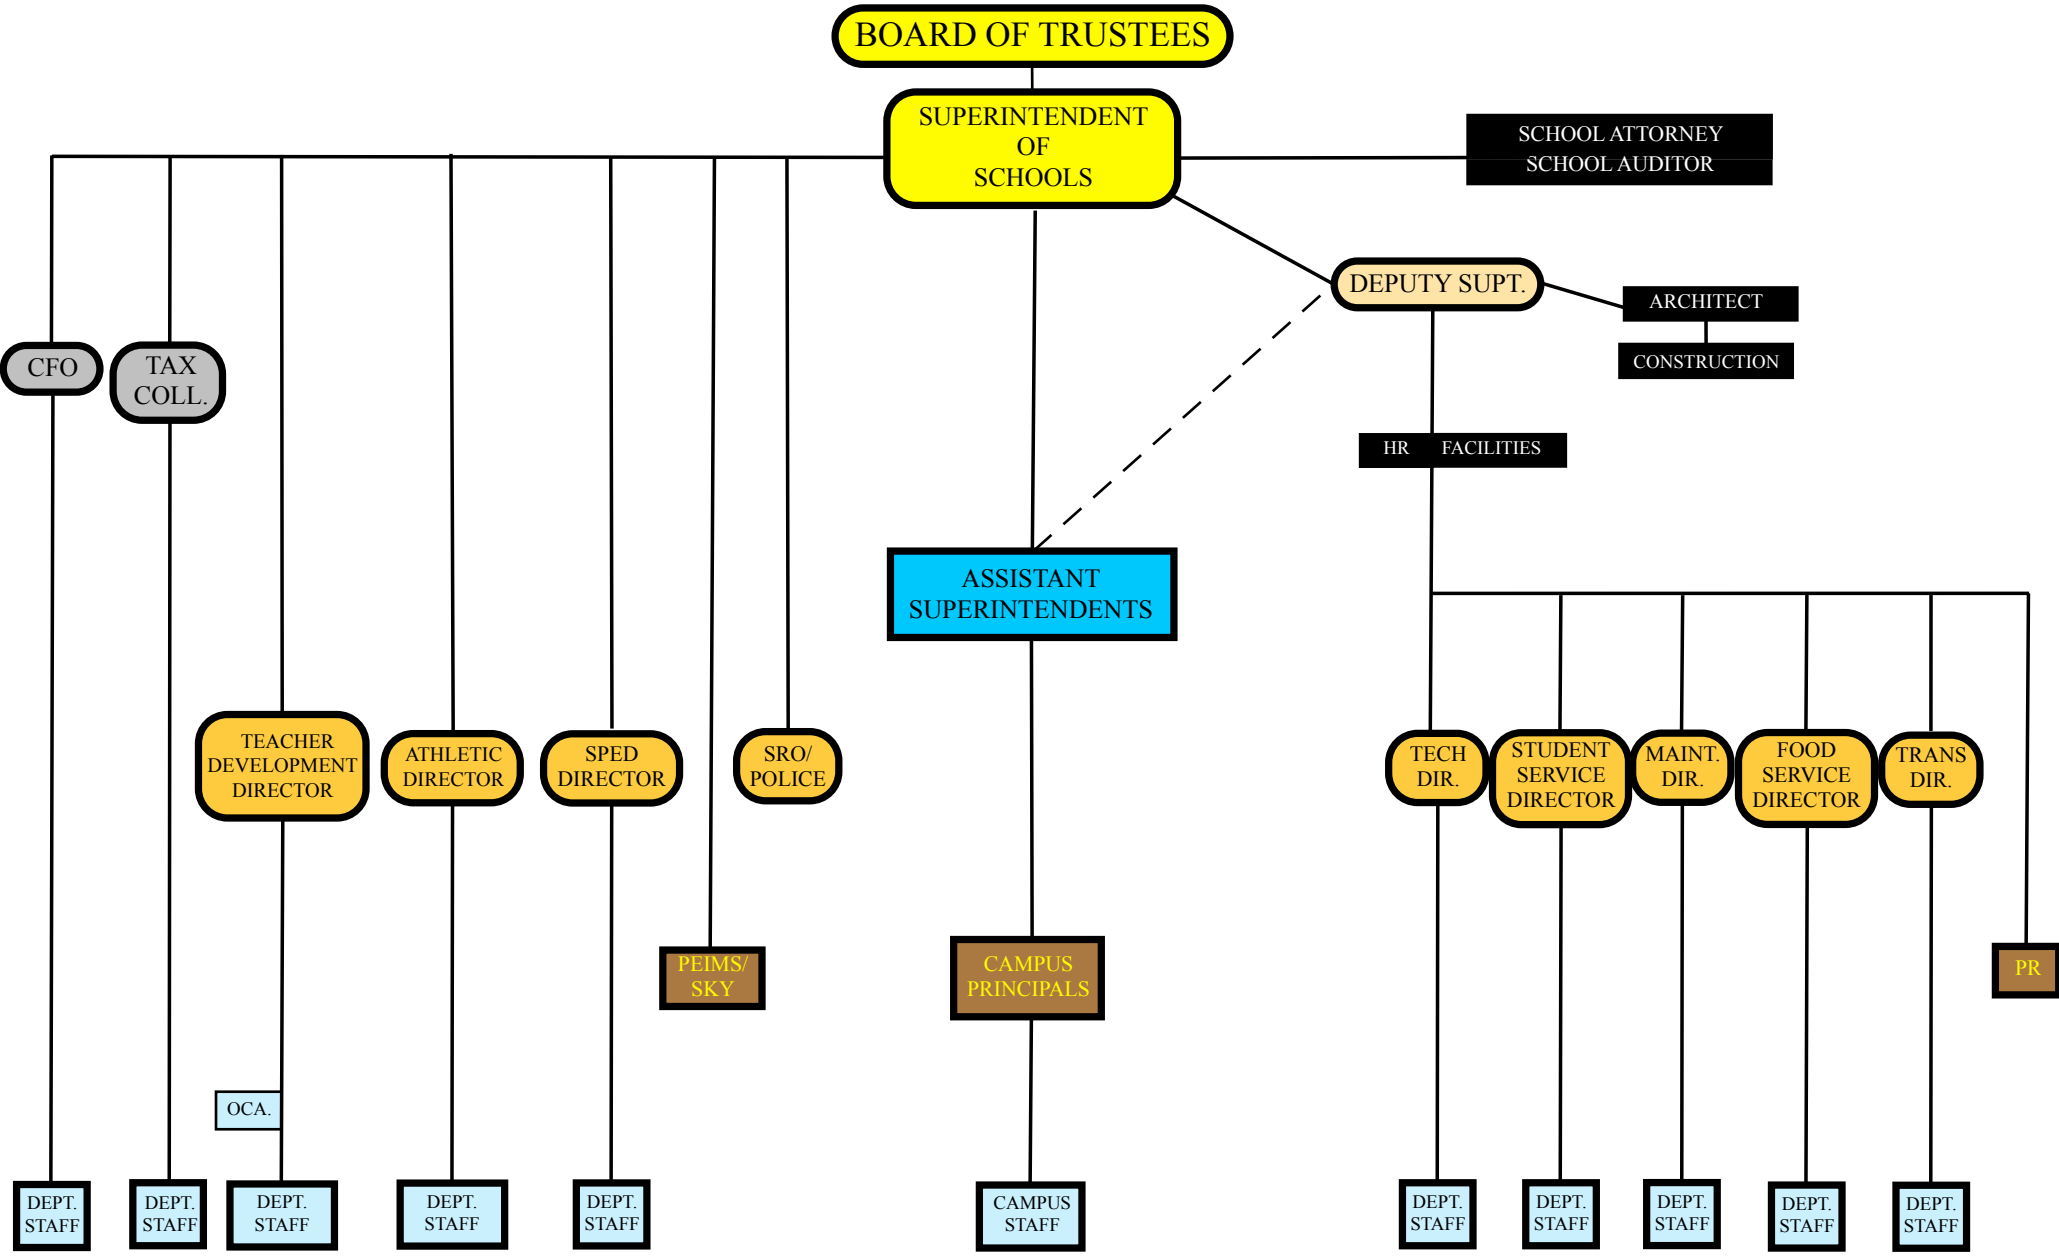 BOARD OF TRUSTEES
SUPERINTENDENT
OF
SCHOOLS
SCHOOL ATTORNEY
SCHOOL AUDITOR
DEPUTY SUPT.
ARCHITECT
CONSTRUCTION
CFO
TAX
COLL.
HR FACILITIES
ASSISTANT
SUPERINTENDENTS
TEACHER
DEVELOPMENT
DIRECTOR
ATHLETIC
DIRECTOR
SPED
DIRECTOR
SRO/
POLICE
TECH
DIR.
STUDENT
SERVICE
DIRECTOR
MAINT.
DIR.
FOOD
SERVICE
DIRECTOR
TRANS
DIR.
PEIMS/
SKY
CAMPUS
PRINCIPALS
PR
OCA.
DEPT.
STAFF
DEPT.
STAFF
DEPT.
STAFF
DEPT.
STAFF
DEPT.
STAFF
CAMPUS
STAFF
DEPT.
STAFF
DEPT.
STAFF
DEPT.
STAFF
DEPT.
STAFF
DEPT.
STAFF